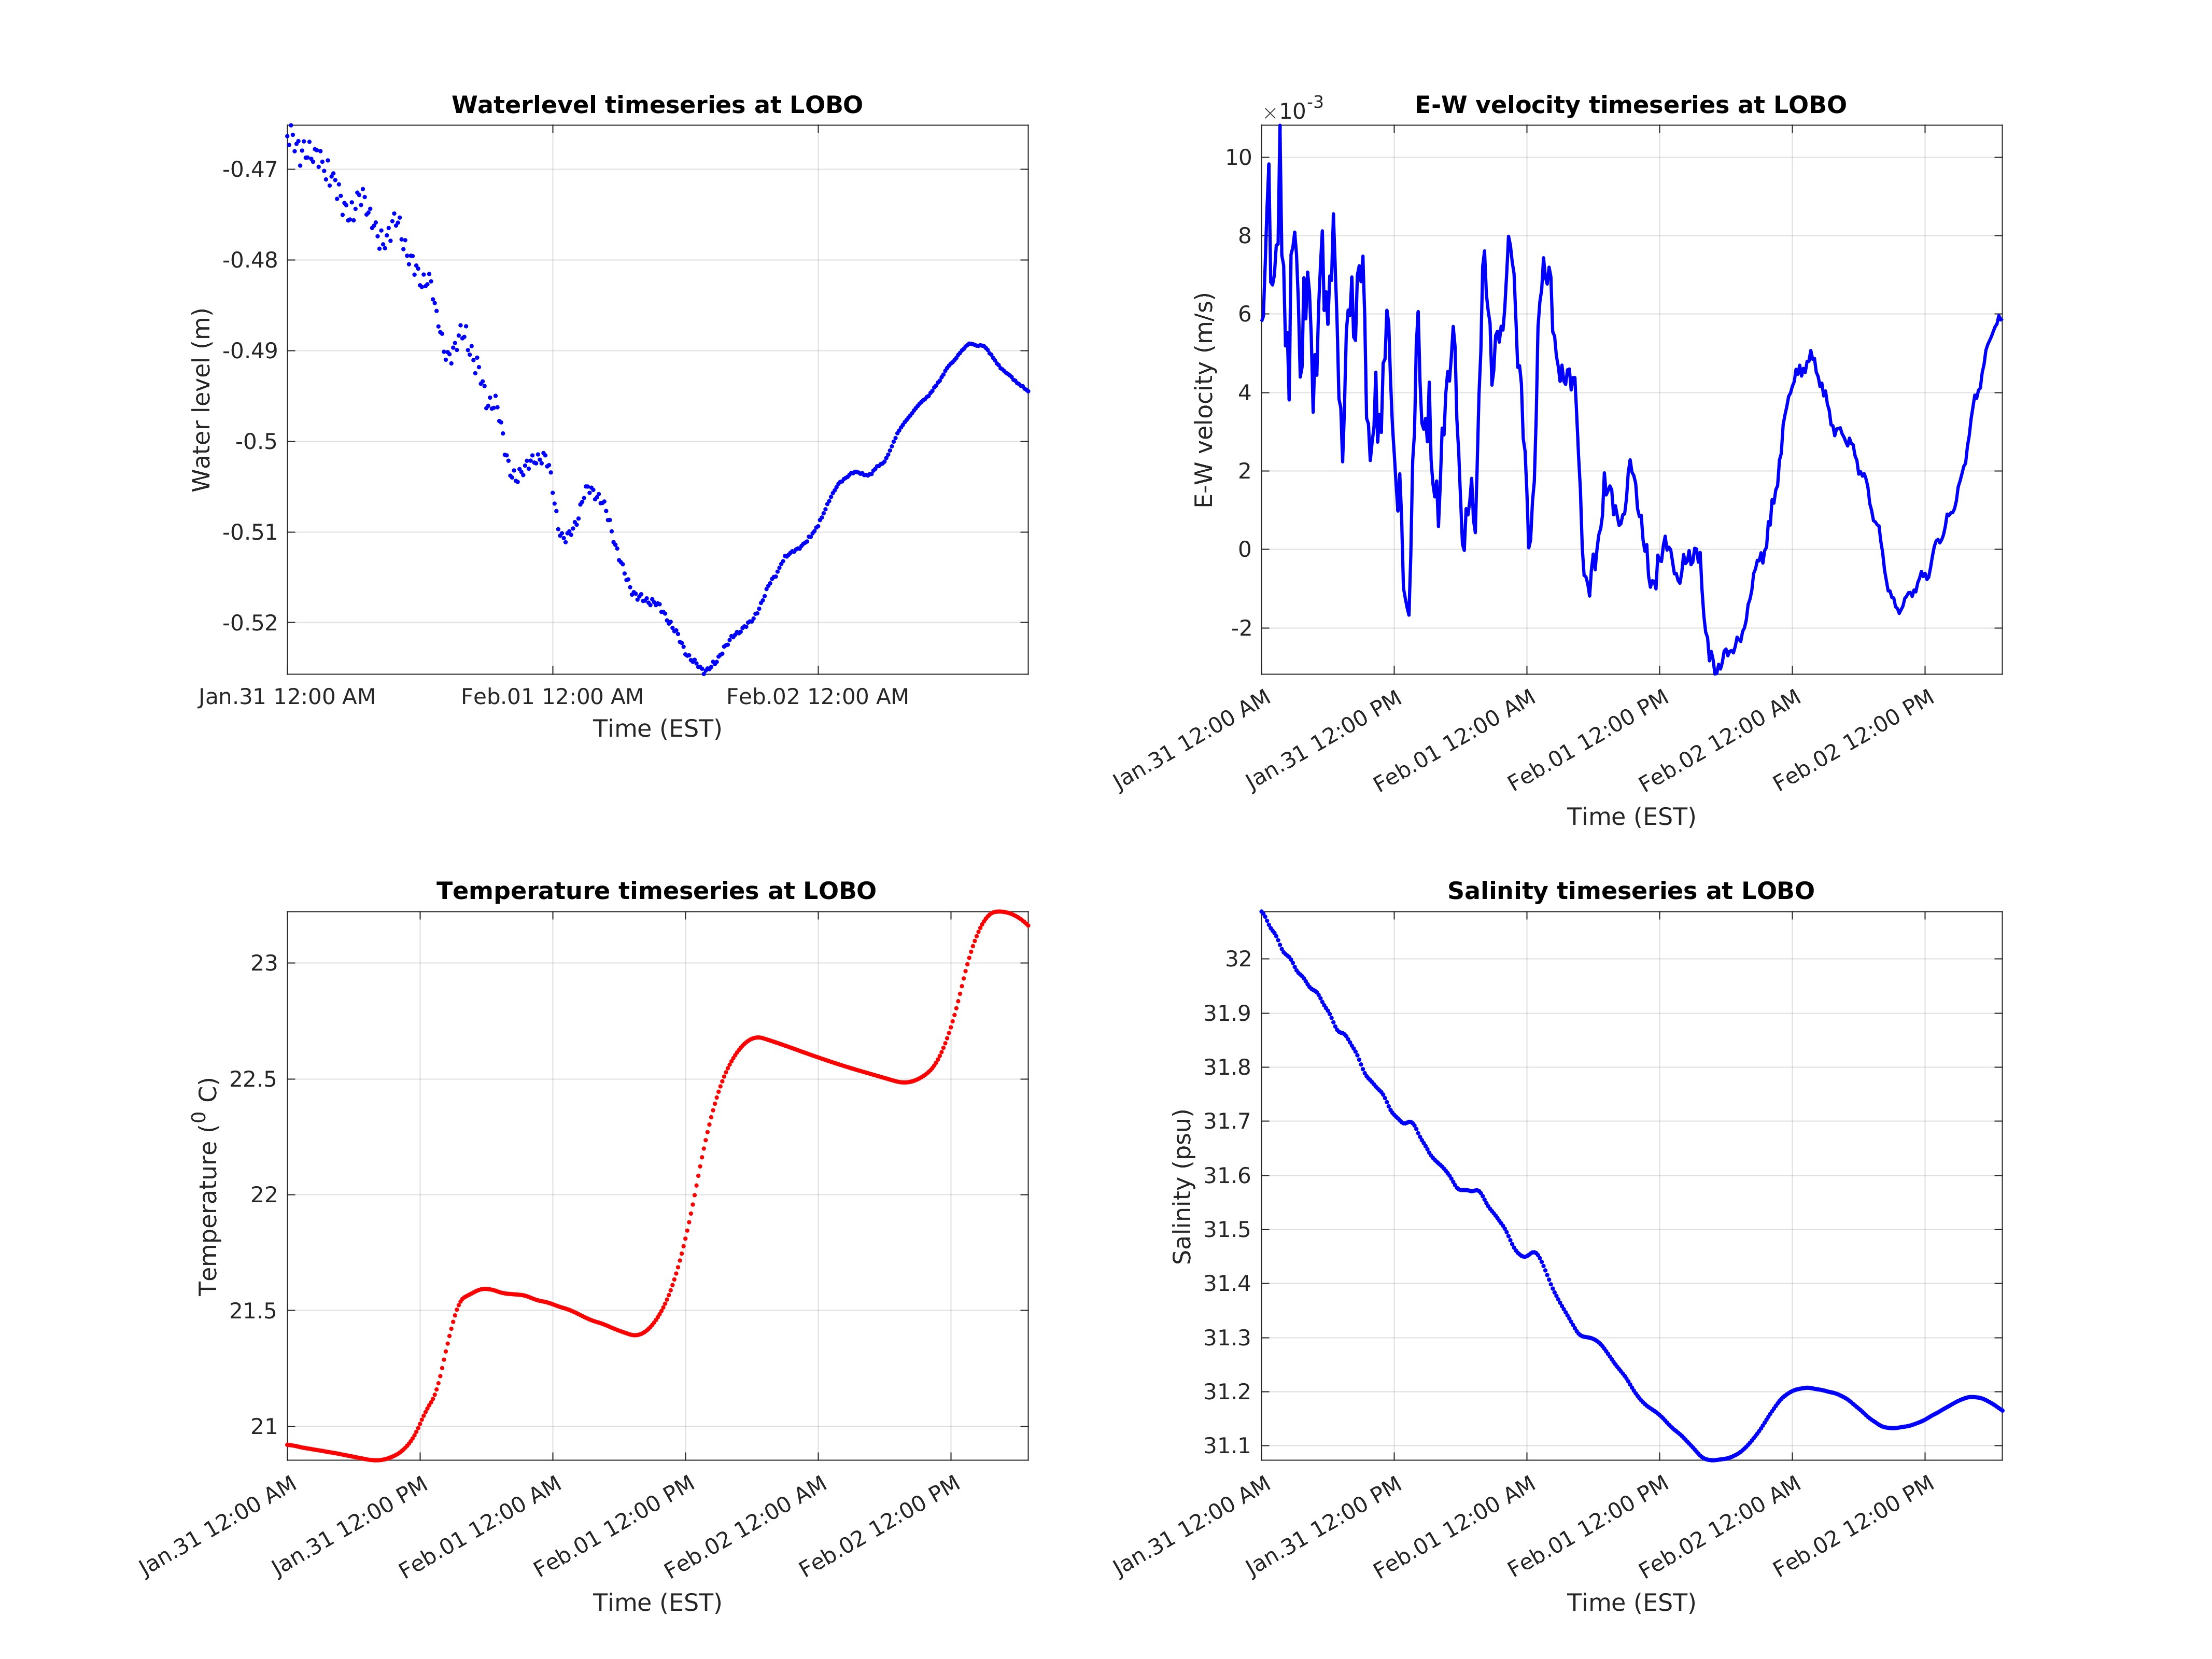 Waterlevel timeseries at LOBO
Water level (m)
-0.47
-0.48
-0.49
-0.5
-0.51
-0.52
Jan.31 12:00 AM
Feb.01 12:00 AM
Feb.02 12:00 AM
Time (EST)
E-W velocity timeseries at LOBO
×10⁻³
E-W velocity (m/s)
10
8
6
4
2
0
-2
Jan.31 12:00 AM
Jan.31 12:00 PM
Feb.01 12:00 AM
Feb.01 12:00 PM
Feb.02 12:00 AM
Feb.02 12:00 PM
Time (EST)
Temperature timeseries at LOBO
Temperature (⁰ C)
23
22.5
22
21.5
21
Jan.31 12:00 AM
Jan.31 12:00 PM
Feb.01 12:00 AM
Feb.01 12:00 PM
Feb.02 12:00 AM
Feb.02 12:00 PM
Time (EST)
Salinity timeseries at LOBO
Salinity (psu)
32
31.9
31.8
31.7
31.6
31.5
31.4
31.3
31.2
31.1
Jan.31 12:00 AM
Jan.31 12:00 PM
Feb.01 12:00 AM
Feb.01 12:00 PM
Feb.02 12:00 AM
Feb.02 12:00 PM
Time (EST)